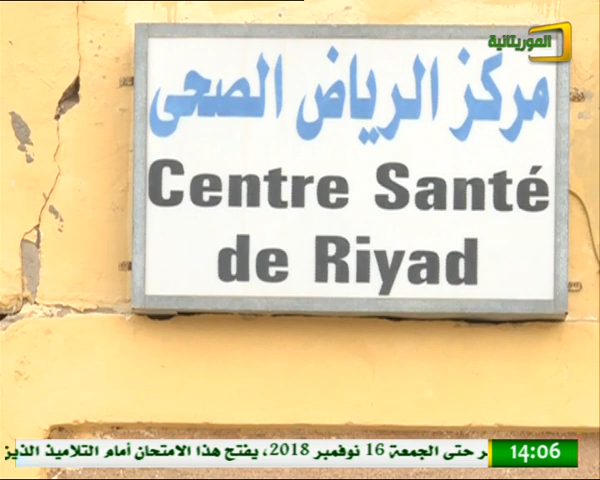 الموريتانية
مركز الرياض الصحى
Centre Santé
de Riyad
ر حتى الجمعة 16 نوفمبر 2018، يفتح هذا الامتحان أمام التلاميذ الذين
14:06